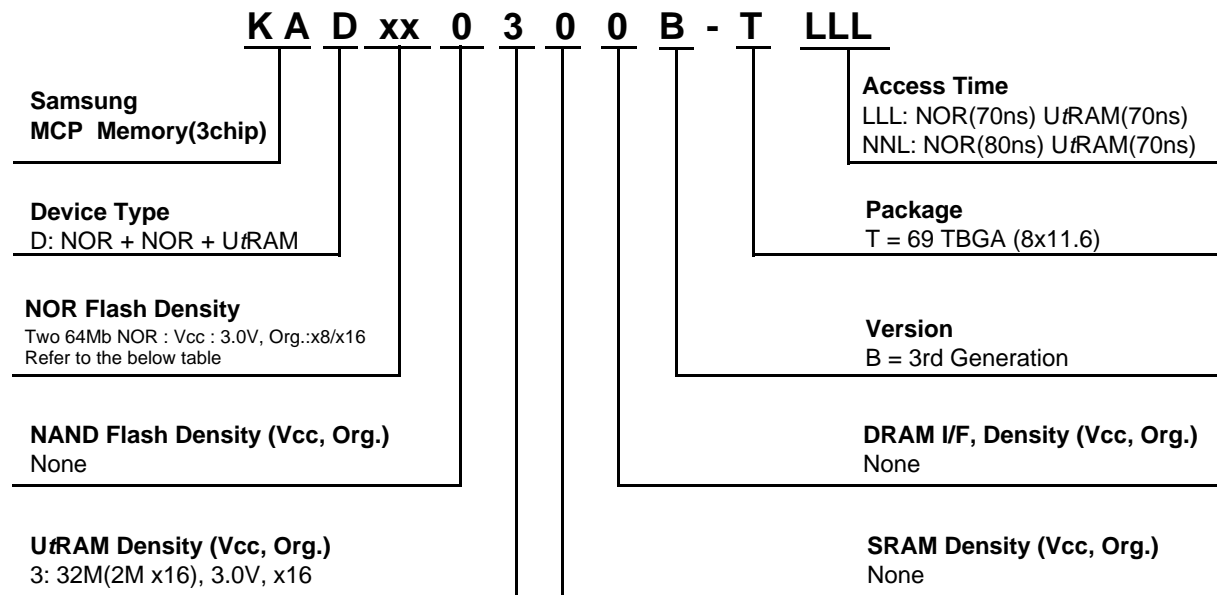 K A D xx 0 3 0 0 B - T LLL
Samsung
MCP Memory(3chip)
Device Type
D: NOR + NOR + UtRAM
NOR Flash Density
Two 64Mb NOR : Vcc : 3.0V, Org.:x8/x16
Refer to the below table
NAND Flash Density (Vcc, Org.)
None
UtRAM Density (Vcc, Org.)
3: 32M(2M x16), 3.0V, x16
Access Time
LLL: NOR(70ns) UtRAM(70ns)
NNL: NOR(80ns) UtRAM(70ns)
Package
T = 69 TBGA (8x11.6)
Version
B = 3rd Generation
DRAM I/F, Density (Vcc, Org.)
None
SRAM Density (Vcc, Org.)
None